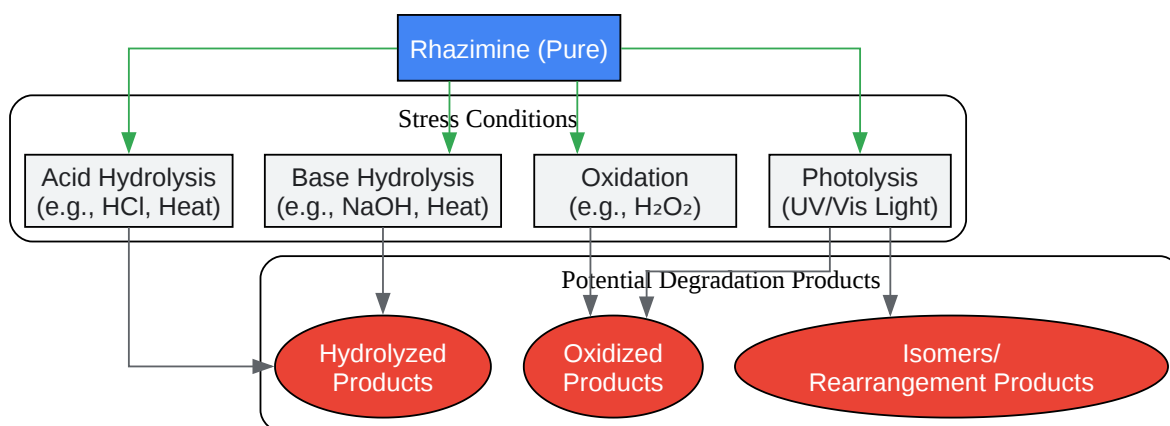 Rhazimine (Pure)
Stress Conditions
Acid Hydrolysis
(e.g., HCl, Heat)
Base Hydrolysis
(e.g., NaOH, Heat)
Oxidation
(e.g., H₂O₂)
Photolysis
(UV/Vis Light)
Potential Degradation Products
Hydrolyzed
Products
Oxidized
Products
Isomers/
Rearrangement Products